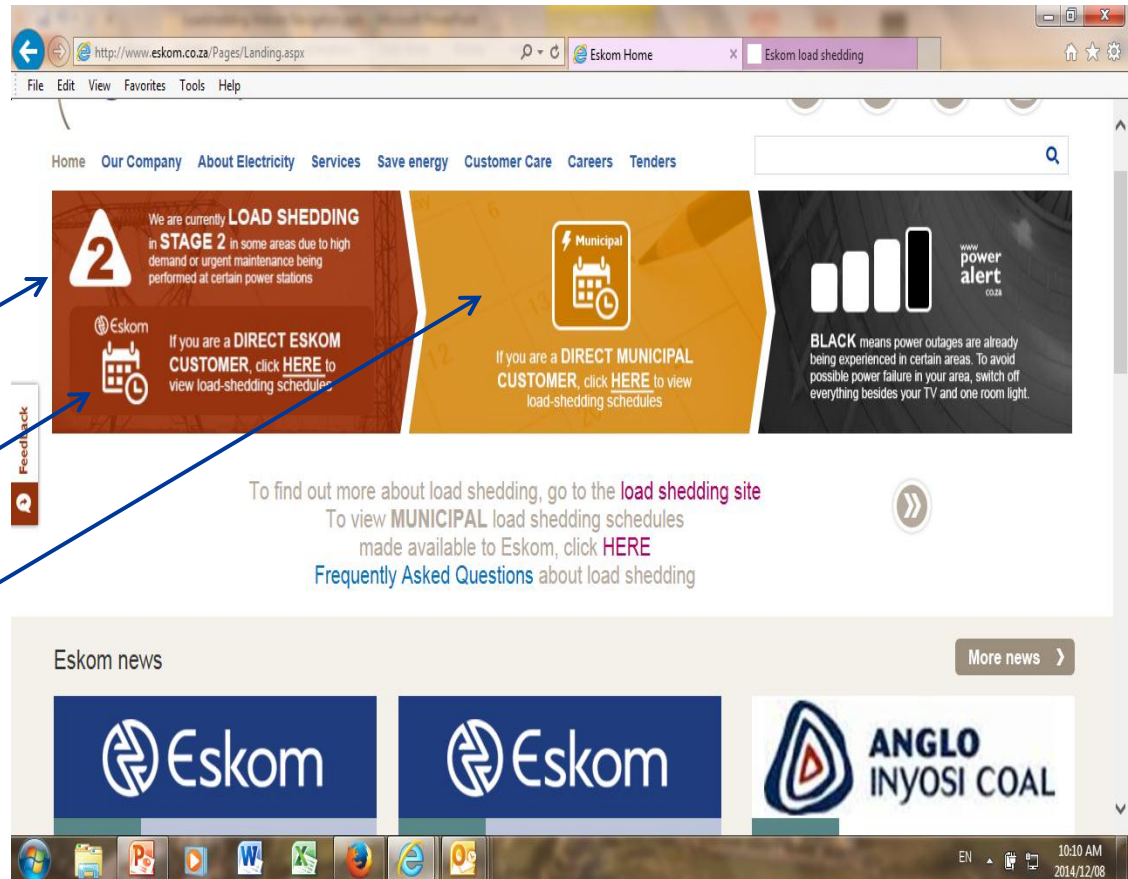 http://www.eskom.co.za/Pages/Landing.aspx
Eskom Home
Eskom load shedding
File Edit View Favorites Tools Help
Home Our Company About Electricity Services Save energy Customer Care Careers Tenders
2
We are currently LOAD SHEDDING
in STAGE 2 in some areas due to high
demand or urgent maintenance being
performed at certain power stations
Eskom
If you are a DIRECT ESKOM
CUSTOMER, click HERE to
view load-shedding schedules
Municipal
If you are a DIRECT MUNICIPAL
CUSTOMER, click HERE to view
load-shedding schedules
www
power
alert
co.za
BLACK means power outages are already
being experienced in certain areas. To avoid
possible power failure in your area, switch off
everything besides your TV and one room light.
Feedback
To find out more about load shedding, go to the load shedding site
To view MUNICIPAL load shedding schedules
made available to Eskom, click HERE
Frequently Asked Questions about load shedding
Eskom news
More news
Eskom
Eskom
ANGLO
INYOSI COAL
EN
10:10 AM
2014/12/08